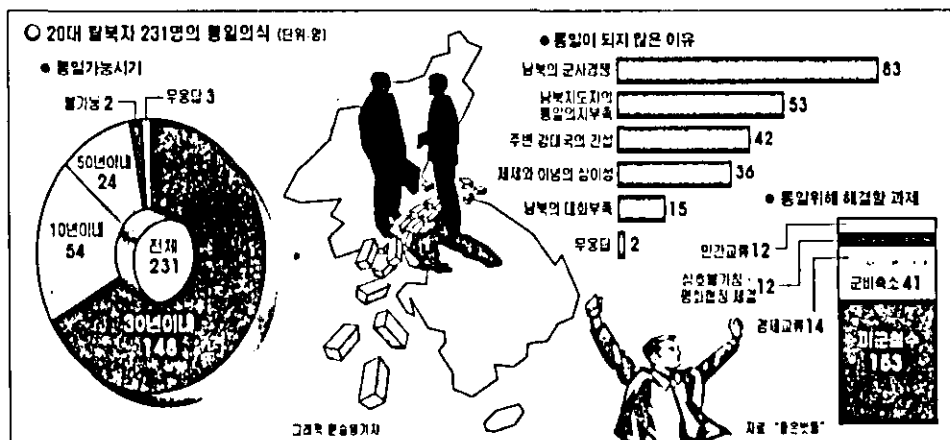 ○ 20대 탈북자 231명의 통일의식 (단위·명)
● 통일가능시기
불가능 2
무응답 3
50년이내
24
10년이내
54
전체
231
30년이내
148
● 통일이 되지 않은 이유
남북의 군사경쟁 83
남북지도자의
통일의지부족 53
주변 강대국의 간섭 42
체제와 이념의 상이성 36
남북의 대화부족 15
무응답 2
● 통일위해 해결할 과제
민간교류 12
상호불가침·
평화협정 체결 12
군비축소 41
경제교류 14
미군철수
그래픽
자료 "좋은벗들"